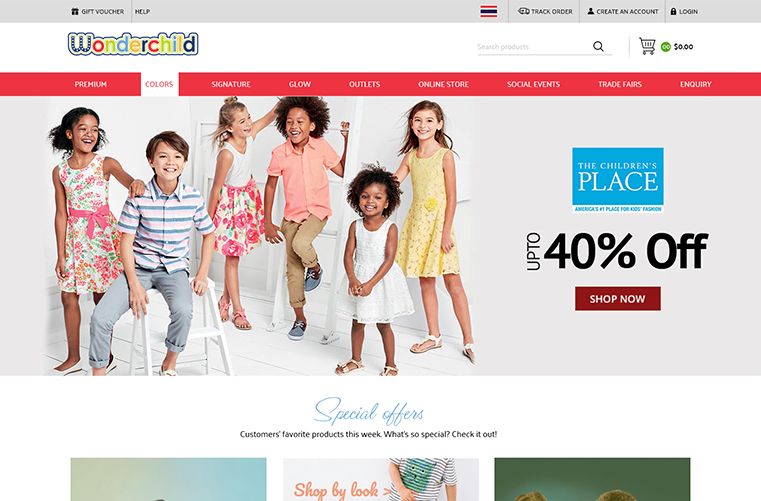 GIFT VOUCHER HELP TRACK ORDER CREATE AN ACCOUNT LOGIN
Wonderchild
Search products 00 $0.00
PREMIUM COLORS SIGNATURE GLOW OUTLETS ONLINE STORE SOCIAL EVENTS TRADE FAIRS ENQUIRY
THE CHILDREN'S
PLACE
AMERICA'S #1 PLACE FOR KIDS' FASHION
UPTO 40% Off
SHOP NOW
Special offers
Customers' favorite products this week. What's so special? Check it out!
Shop by look >